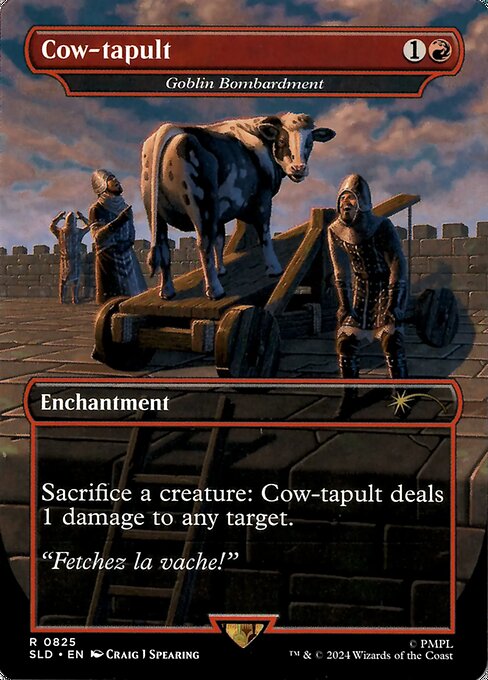 Cow-tapult 1
Goblin Bombardment
Enchantment
Sacrifice a creature: Cow-tapult deals
1 damage to any target.
“Fetchez la vache!”
R 0825
SLD • EN Craig J Spearing
© PMPL
™ & © 2024 Wizards of the Coast